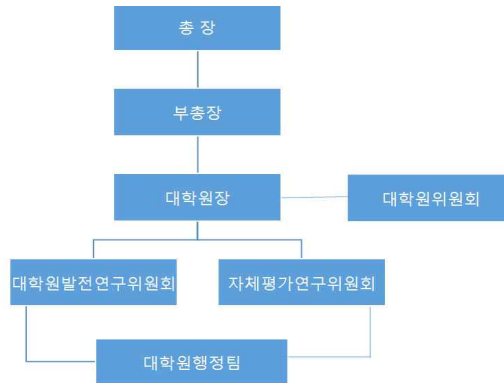 총 장
부총장
대학원장
대학원위원회
대학원발전연구위원회
자체평가연구위원회
대학원행정팀